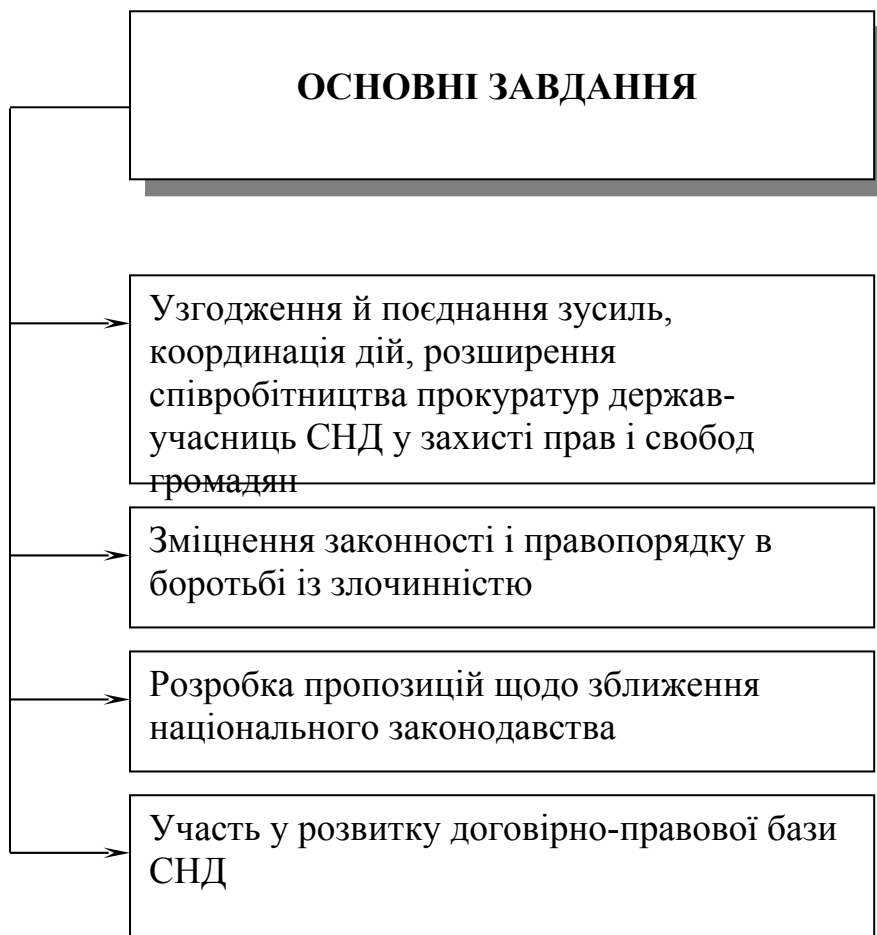 ОСНОВНІ ЗАВДАННЯ
Узгодження й поєднання зусиль,
координація дій, розширення
співробітництва прокуратур держав-
учасниць СНД у захисті прав і свобод
громадян
Зміцнення законності і правопорядку в
боротьбі із злочинністю
Розробка пропозицій щодо зближення
національного законодавства
Участь у розвитку договірно-правової бази
СНД